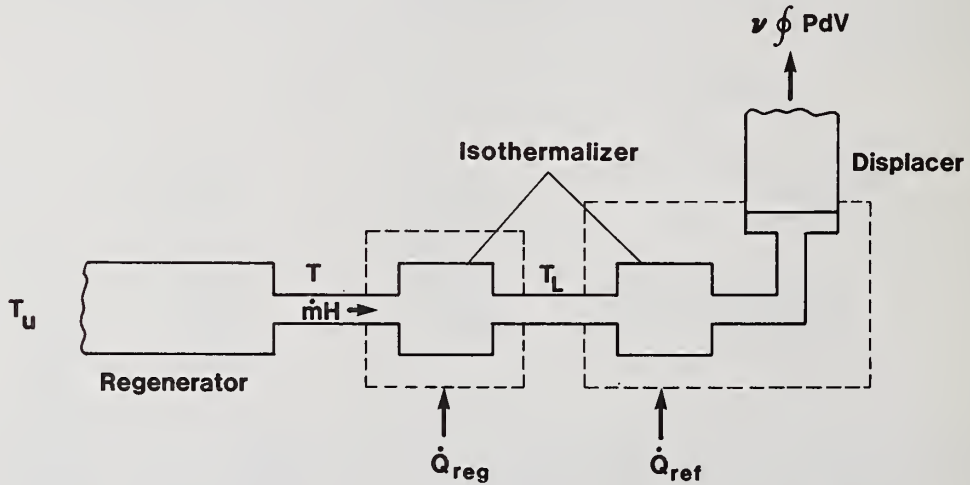 𝝂 ∮ PdV
Isothermalizer
Displacer
T
T_L
T_u
ṁH
Regenerator
Q̇_reg
Q̇_ref